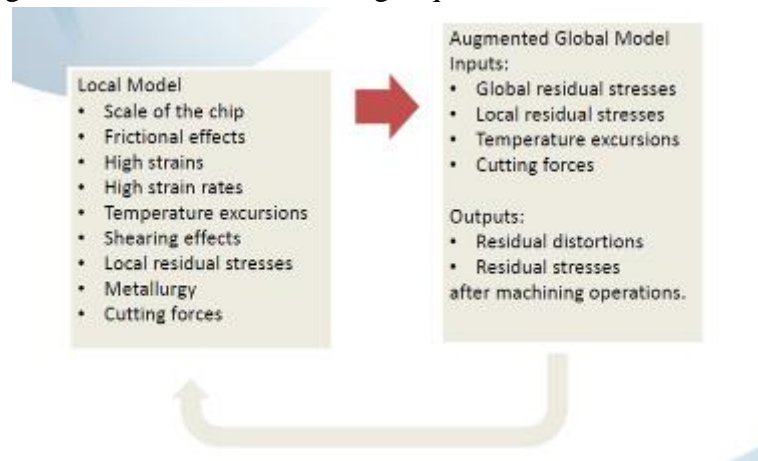 Local Model
• Scale of the chip
• Frictional effects
• High strains
• High strain rates
• Temperature excursions
• Shearing effects
• Local residual stresses
• Metallurgy
• Cutting forces
Augmented Global Model
Inputs:
• Global residual stresses
• Local residual stresses
• Temperature excursions
• Cutting forces
Outputs:
• Residual distortions
• Residual stresses
after machining operations.